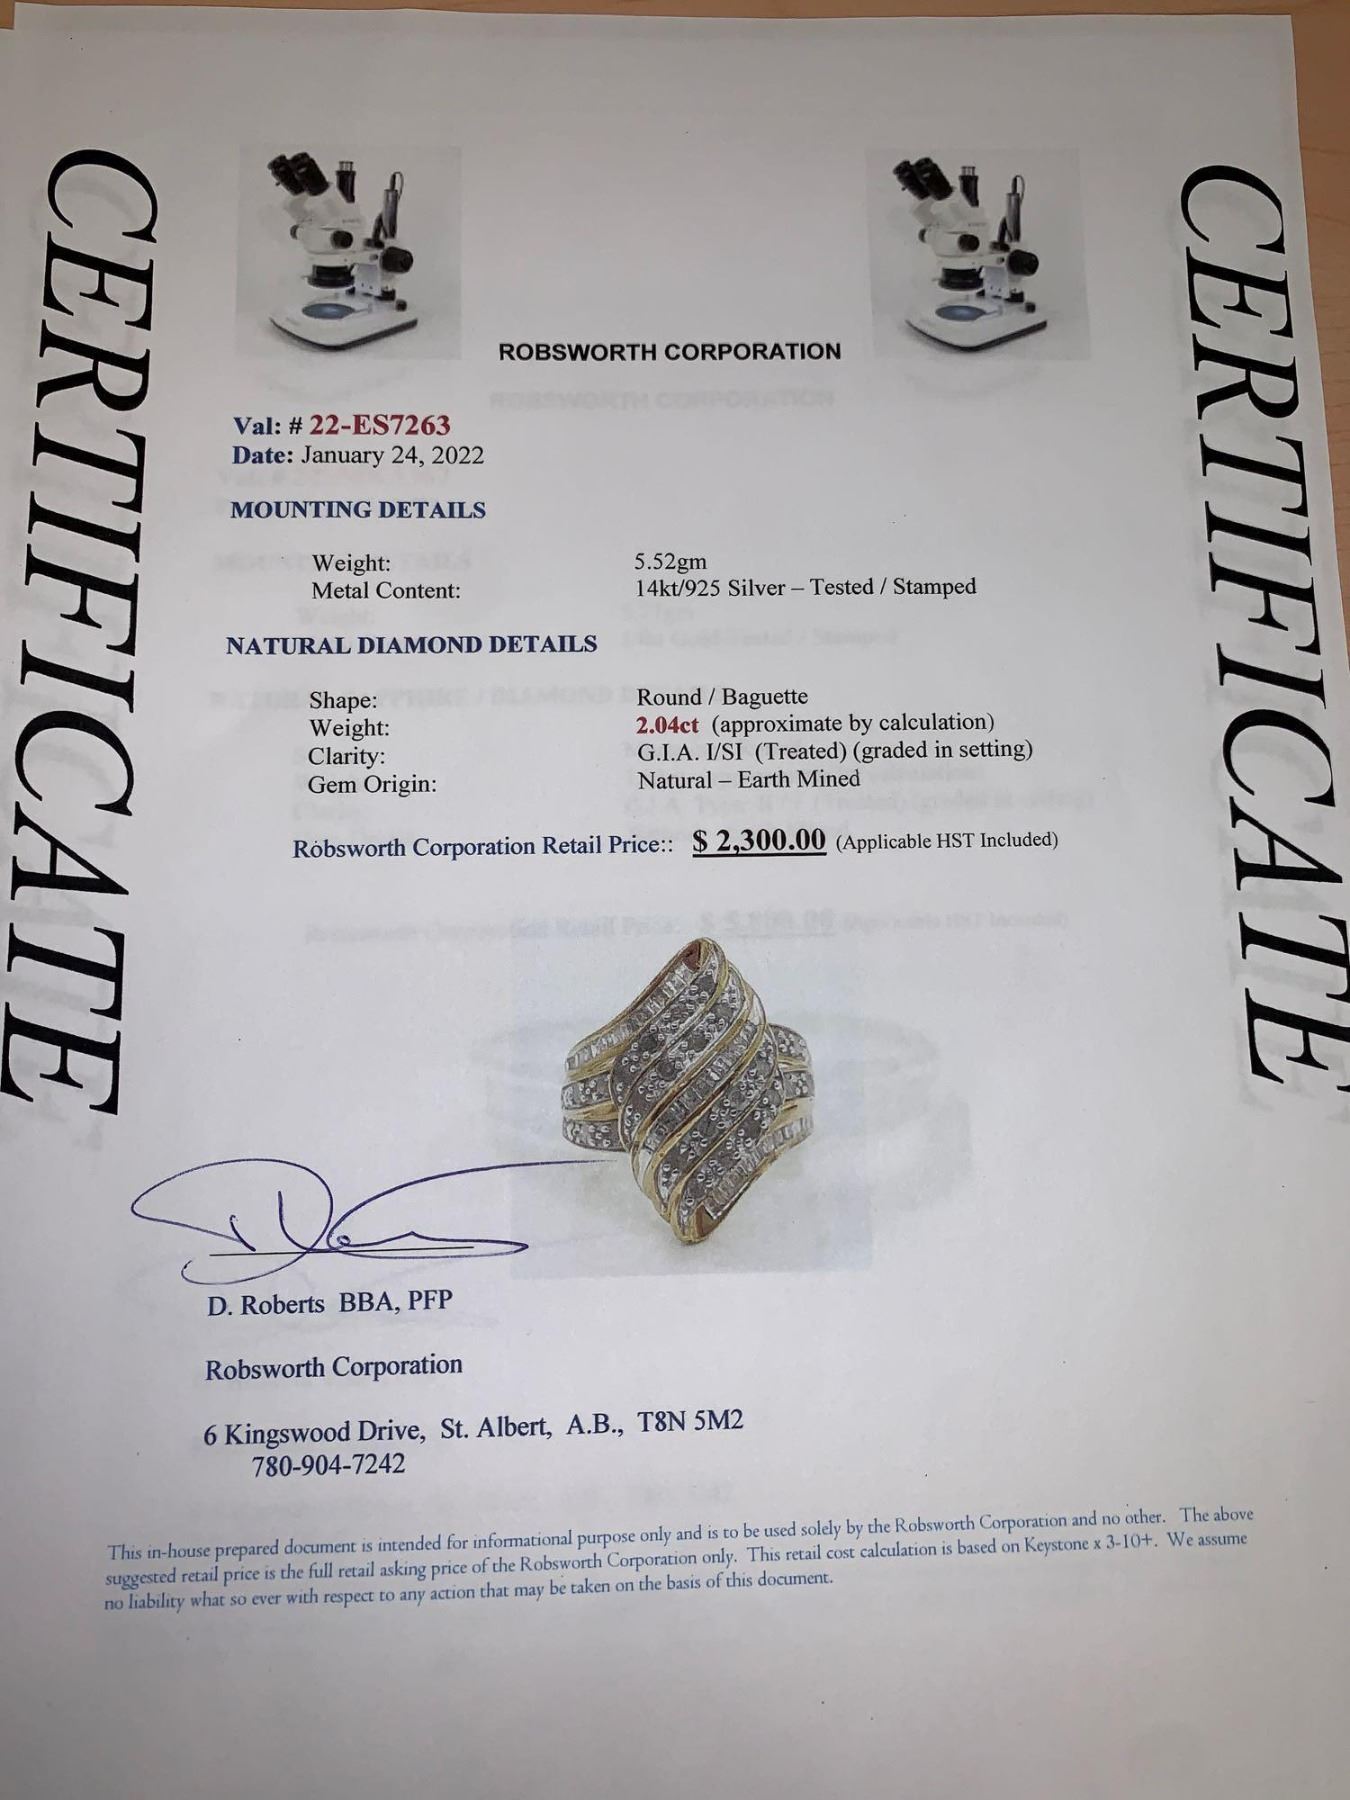 CERTIFICATE
CERTIFICATE
ROBSWORTH CORPORATION
Val: # 22-ES7263
Date: January 24, 2022
MOUNTING DETAILS
Weight: 5.52gm
Metal Content: 14kt/925 Silver – Tested / Stamped
NATURAL DIAMOND DETAILS
Shape: Round / Baguette
Weight: 2.04ct (approximate by calculation)
Clarity: G.I.A. I/SI (Treated) (graded in setting)
Gem Origin: Natural – Earth Mined
Robsworth Corporation Retail Price:: $ 2,300.00 (Applicable HST Included)
D. Roberts BBA, PFP
Robsworth Corporation
6 Kingswood Drive, St. Albert, A.B., T8N 5M2
780-904-7242
This in-house prepared document is intended for informational purpose only and is to be used solely by the Robsworth Corporation and no other. The above
suggested retail price is the full retail asking price of the Robsworth Corporation only. This retail cost calculation is based on Keystone x 3-10+. We assume
no liability what so ever with respect to any action that may be taken on the basis of this document.